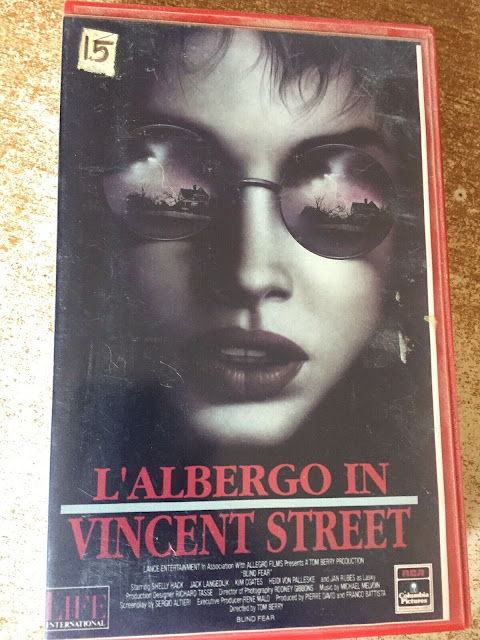 15
L'ALBERGO IN
VINCENT STREET
LANCE ENTERTAINMENT In Association With ALLEGRO FILMS Presents A TOM BERRY PRODUCTION
"BLIND FEAR"
Starring SHELLY HACK JACK LANGEDIJK KIM COATES HEIDI VON PALLESKE and JAN RUBES as Lasky
Production Designer RICHARD TASSE Director of Photography RODNEY GIBBONS Music by MICHAEL MELVOIN
Screenplay by SERGIO ALTIERI Executive Producer RENE MALO Produced by PIERRE DAVID and FRANCO BATTISTA
Directed by TOM BERRY
BLIND FEAR
LIFE
INTERNATIONAL
RCA
Columbia
Pictures